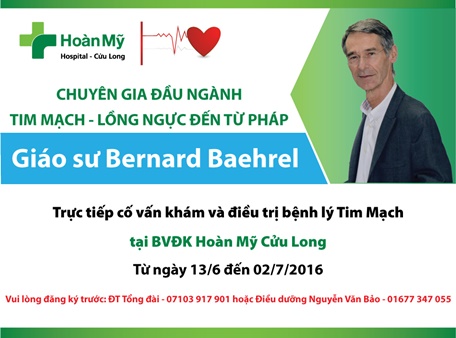 Hoàn Mỹ
Hospital - Cửu Long
CHUYÊN GIA ĐẦU NGÀNH
TIM MẠCH - LỒNG NGỰC ĐẾN TỪ PHÁP
Giáo sư Bernard Baehrel
Trực tiếp cố vấn khám và điều trị bệnh lý Tim Mạch
tại BVĐK Hoàn Mỹ Cửu Long
Từ ngày 13/6 đến 02/7/2016
Vui lòng đăng ký trước: ĐT Tổng đài - 07103 917 901 hoặc Điều dưỡng Nguyễn Văn Bảo - 01677 347 055